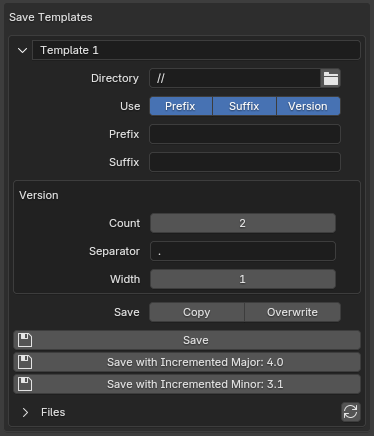 Save Templates
Template 1
Directory //
Use Prefix Suffix Version
Prefix
Suffix
Version
Count 2
Separator .
Width 1
Save Copy Overwrite
Save
Save with Incremented Major: 4.0
Save with Incremented Minor: 3.1
Files